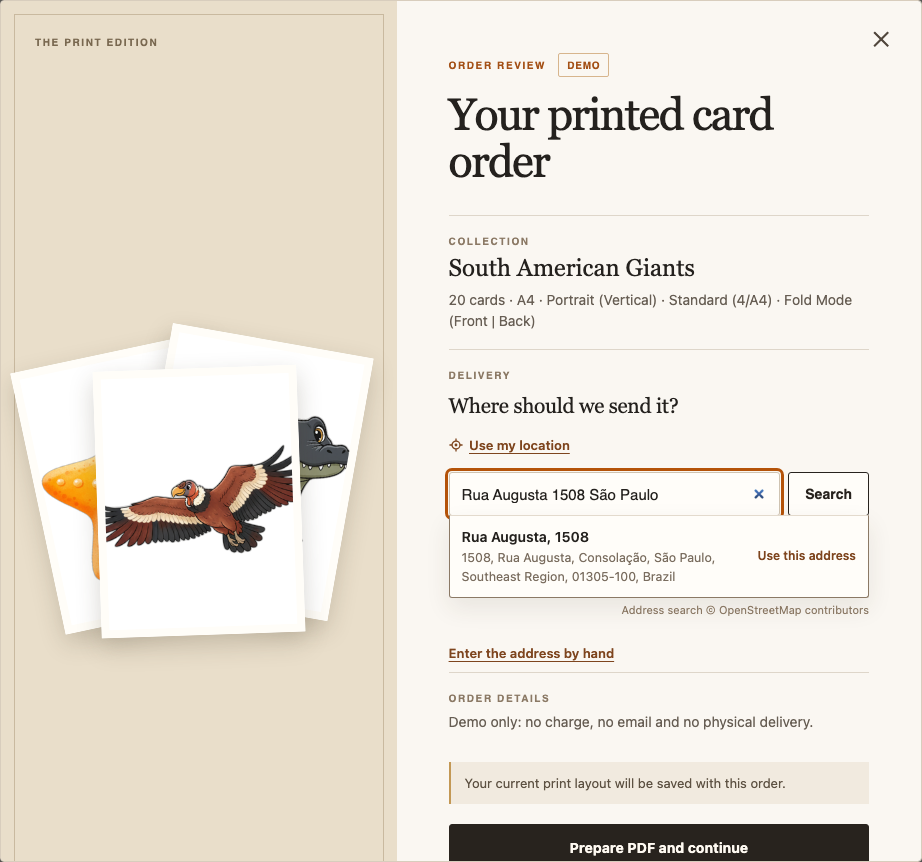 THE PRINT EDITION
ORDER REVIEW DEMO
Your printed card
order
COLLECTION
South American Giants
20 cards · A4 · Portrait (Vertical) · Standard (4/A4) · Fold Mode
(Front | Back)
DELIVERY
Where should we send it?
Use my location
Rua Augusta 1508 São Paulo
Search
Rua Augusta, 1508
1508, Rua Augusta, Consolação, São Paulo,
Southeast Region, 01305-100, Brazil
Use this address
Address search © OpenStreetMap contributors
Enter the address by hand
ORDER DETAILS
Demo only: no charge, no email and no physical delivery.
Your current print layout will be saved with this order.
Prepare PDF and continue